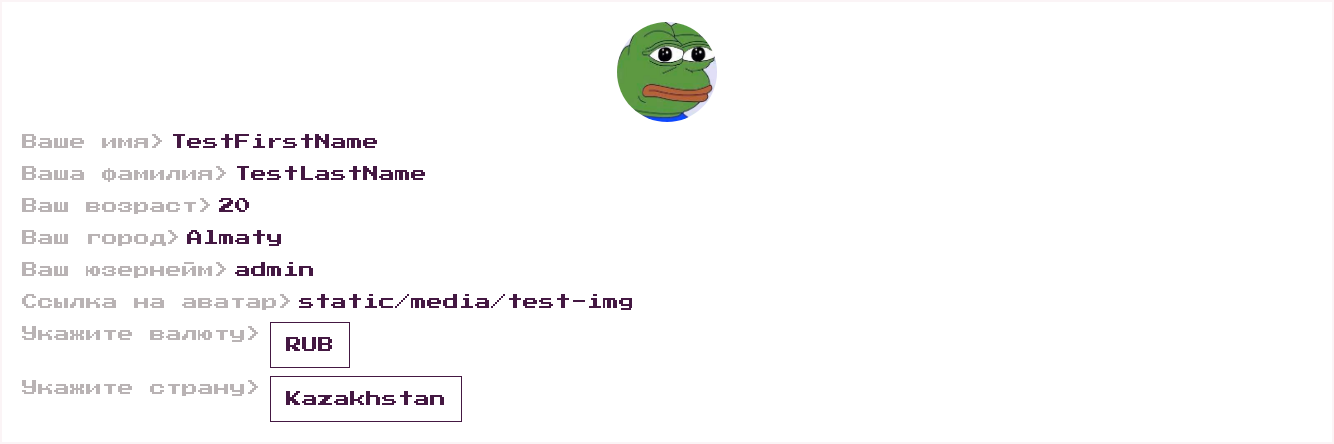 Ваше имя> TestFirstName
Ваша фамилия> TestLastName
Ваш возраст> 20
Ваш город> Almaty
Ваш юзернейм> admin
Ссылка на аватар> static/media/test-img
Укажите валюту> RUB
Укажите страну> Kazakhstan